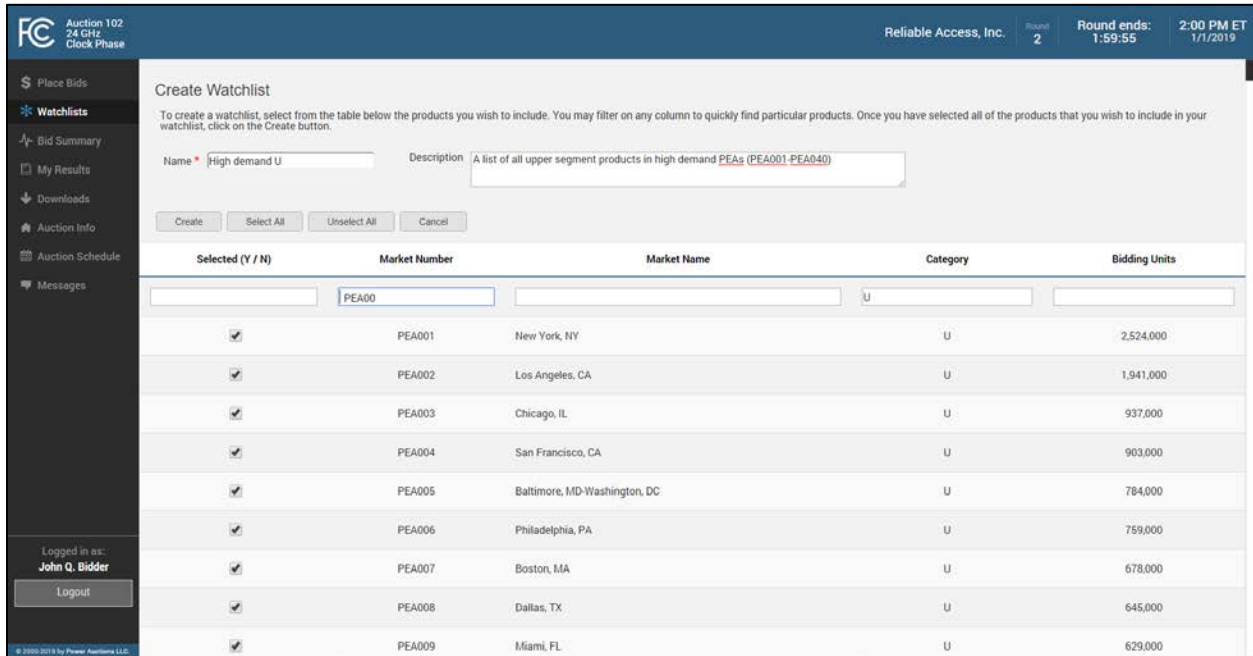 FCC
Auction 102
24 GHz
Clock Phase
Reliable Access, Inc.
Round
2
Round ends:
1:59:55
2:00 PM ET
1/1/2019
Place Bids
Watchlists
Bid Summary
My Results
Downloads
Auction Info
Auction Schedule
Messages
Logged in as:
John Q. Bidder
Logout
© 2000-2019 by Power Auctions LLC.
Create Watchlist
To create a watchlist, select from the table below the products you wish to include. You may filter on any column to quickly find particular products. Once you have selected all of the products that you wish to include in your
watchlist, click on the Create button.
Name * High demand U Description A list of all upper segment products in high demand PEAs (PEA001-PEA040)
Create Select All Unselect All Cancel
Selected (Y / N) Market Number Market Name Category Bidding Units
PEA00 U
PEA001 New York, NY U 2,524,000
PEA002 Los Angeles, CA U 1,941,000
PEA003 Chicago, IL U 937,000
PEA004 San Francisco, CA U 903,000
PEA005 Baltimore, MD-Washington, DC U 784,000
PEA006 Philadelphia, PA U 759,000
PEA007 Boston, MA U 678,000
PEA008 Dallas, TX U 645,000
PEA009 Miami, FL U 629,000